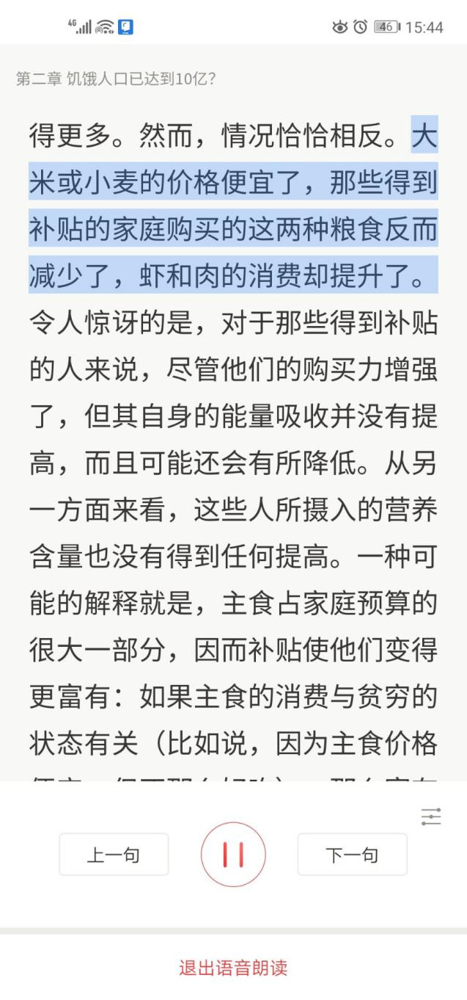 4G 46 15:44
第二章 饥饿人口已达到10亿?
得更多。然而，情况恰恰相反。大
米或小麦的价格便宜了，那些得到
补贴的家庭购买的这两种粮食反而
减少了，虾和肉的消费却提升了。
令人惊讶的是，对于那些得到补贴
的人来说，尽管他们的购买力增强
了，但其自身的能量吸收并没有提
高，而且可能还会有所降低。从另
一方面来看，这些人所摄入的营养
含量也没有得到任何提高。一种可
能的解释就是，主食占家庭预算的
很大一部分，因而补贴使他们变得
更富有：如果主食的消费与贫穷的
状态有关（比如说，因为主食价格
上一句 下一句
退出语音朗读